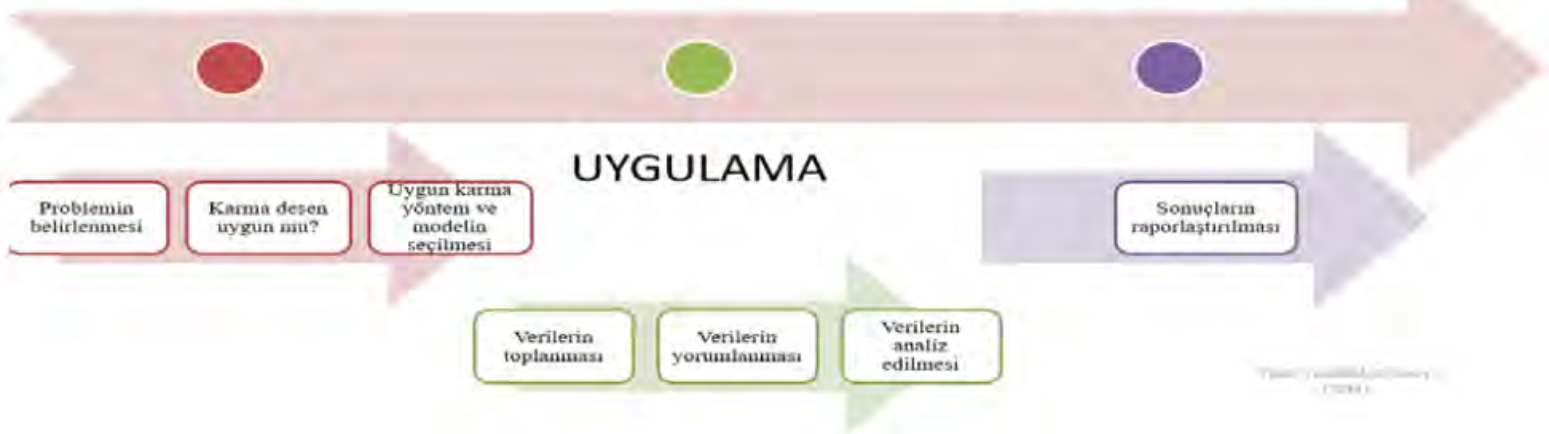 UYGULAMA
Problemin
belirlenmesi
Karma desen
uygun mu?
Uygun karma
yöntem ve
modelin
seçilmesi
Sonuçların
raporlaştırılması
Verilerin
toplanması
Verilerin
yorumlanması
Verilerin
analiz
edilmesi